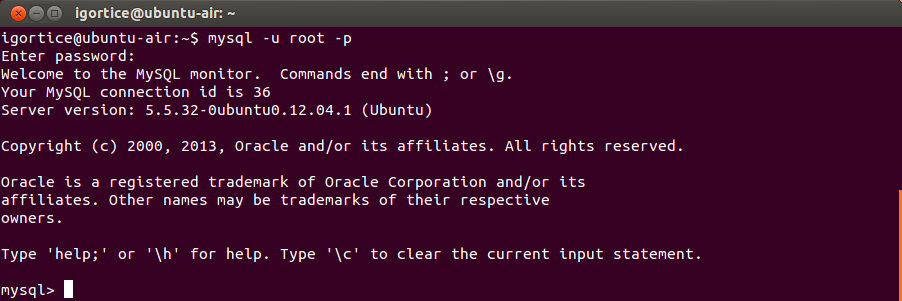 igortice@ubuntu-air: ~
igortice@ubuntu-air:~$ mysql -u root -p
Enter password:
Welcome to the MySQL monitor.  Commands end with ; or \g.
Your MySQL connection id is 36
Server version: 5.5.32-0ubuntu0.12.04.1 (Ubuntu)
Copyright (c) 2000, 2013, Oracle and/or its affiliates. All rights reserved.
Oracle is a registered trademark of Oracle Corporation and/or its
affiliates. Other names may be trademarks of their respective
owners.
Type 'help;' or '\h' for help. Type '\c' to clear the current input statement.
mysql>